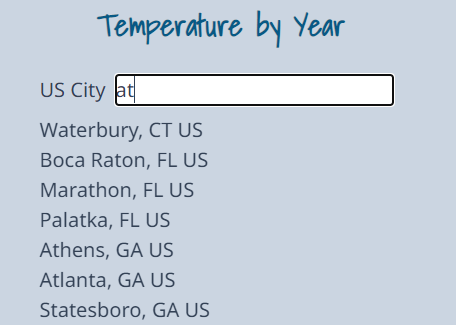 Temperature by Year
US City at
Waterbury, CT US
Boca Raton, FL US
Marathon, FL US
Palatka, FL US
Athens, GA US
Atlanta, GA US
Statesboro, GA US